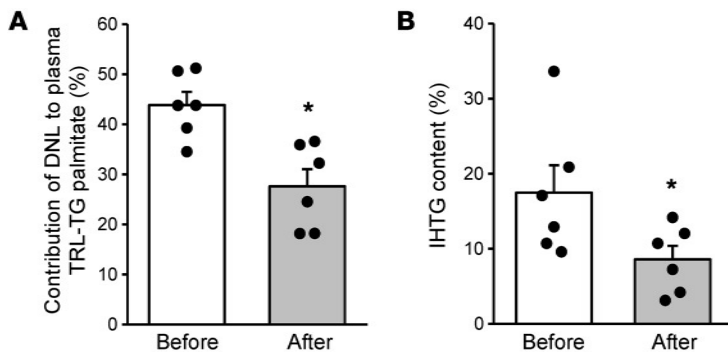 A
Contribution of DNL to plasma
TRL-TG palmitate (%)
60
50
40
30
20
10
0
*
Before
After
B
IHTG content (%)
40
30
20
10
0
*
Before
After